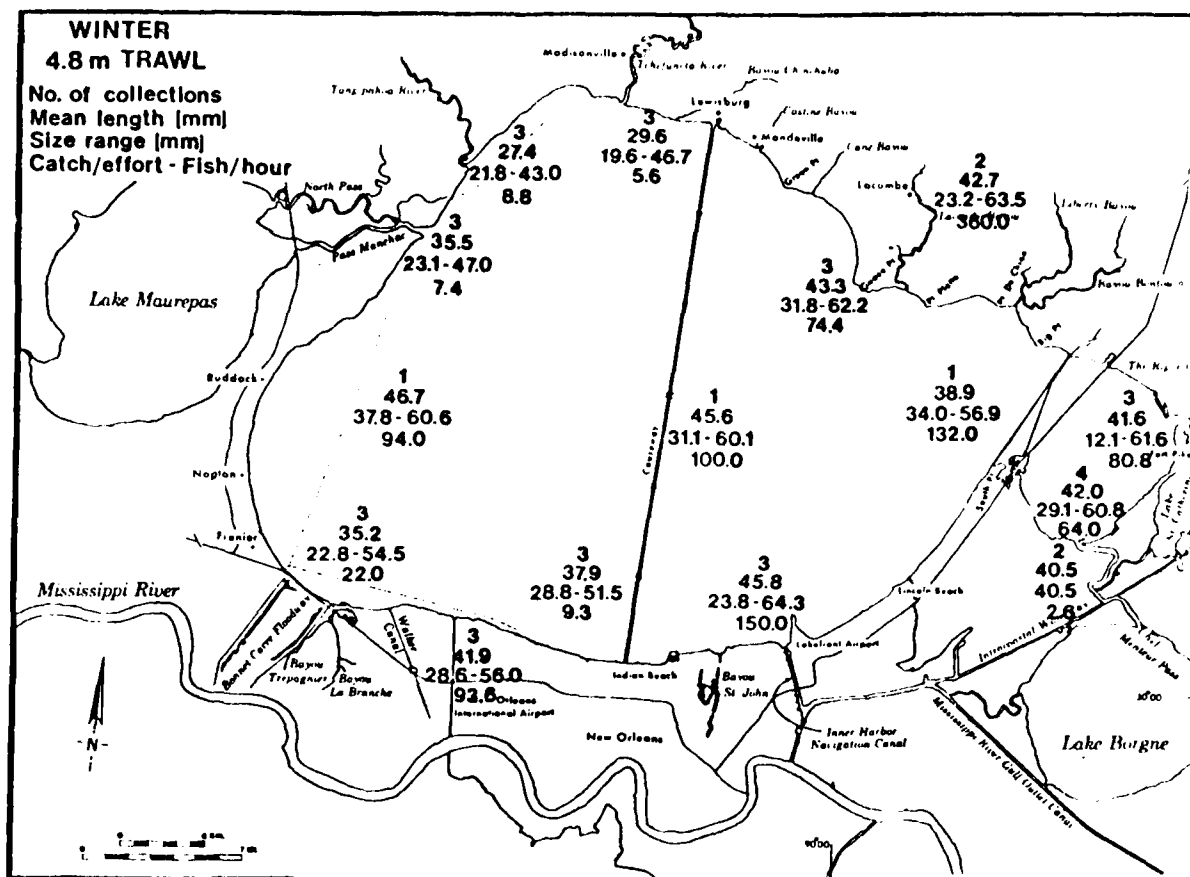 WINTER
4.8 m TRAWL
No. of collections
Mean length (mm)
Size range (mm)
Catch/effort - Fish/hour
Madisonville
River
Lewisburg
Mandeville
Lacombe
North Pass
Pass Manchac
Lake Maurepas
Ruddock
3
27.4
21.8-43.0
8.8
3
29.6
19.6-46.7
5.6
3
35.5
23.1-47.0
7.4
2
42.7
23.2-63.5
360.0
3
43.3
31.8-62.2
74.4
1
46.7
37.8-60.6
94.0
Causeway
1
45.6
31.1-60.1
100.0
1
38.9
34.0-56.9
132.0
3
41.6
12.1-61.6
80.8
4
42.0
29.1-60.8
64.0
2
40.5
40.5
2.6
3
35.2
22.8-54.5
22.0
3
37.9
28.8-51.5
9.3
3
45.8
23.8-64.3
150.0
3
41.9
28.6-56.0
93.6
Mississippi River
Walker
Canal
Bayou
Trepagnier
Bayou
La Branche
International Airport
Indian Beach
Bayou
St John
Lakefront Airport
Lincoln Beach
New Orleans
Inner Harbor
Navigation Canal
Mississippi River Gulf Outlet Canal
Lake Borgne
30°00'
90°00'
-N-